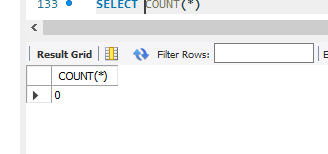 133 SELECT COUNT(*)
Result Grid Filter Rows:
COUNT(*)
0